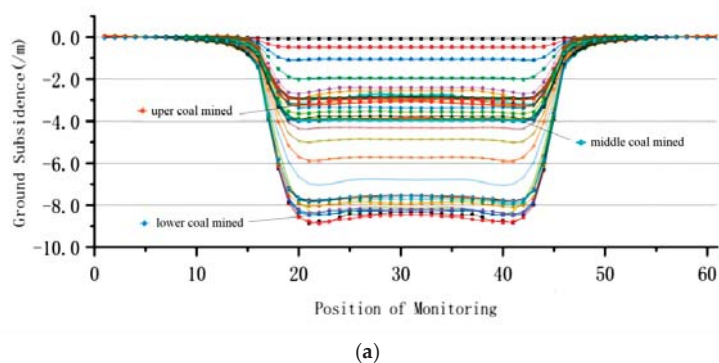 0.0
-2.0
-4.0
-6.0
-8.0
-10.0
Ground Subsidence(/m)
uper coal mined
middle coal mined
lower coal mined
0 10 20 30 40 50 60
Position of Monitoring
(a)